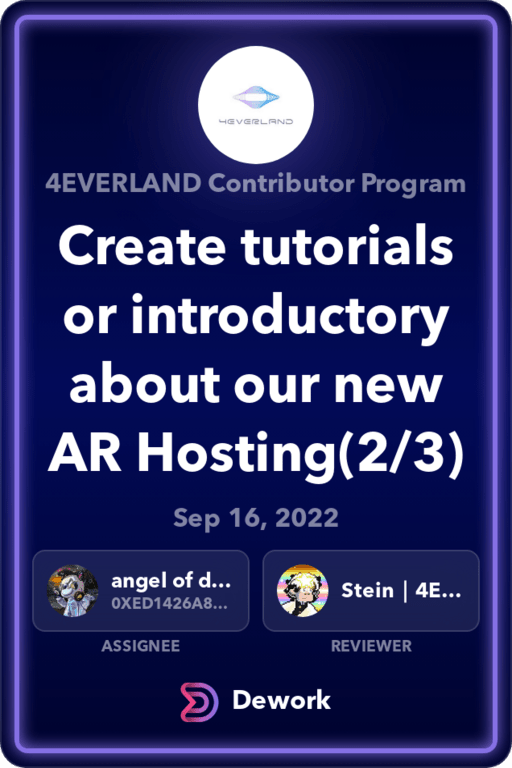 4EVERLAND
4EVERLAND Contributor Program
Create tutorials
or introductory
about our new
AR Hosting(2/3)
Sep 16, 2022
angel of d...
0XED1426A8...
Stein | 4E...
ASSIGNEE
REVIEWER
Dework